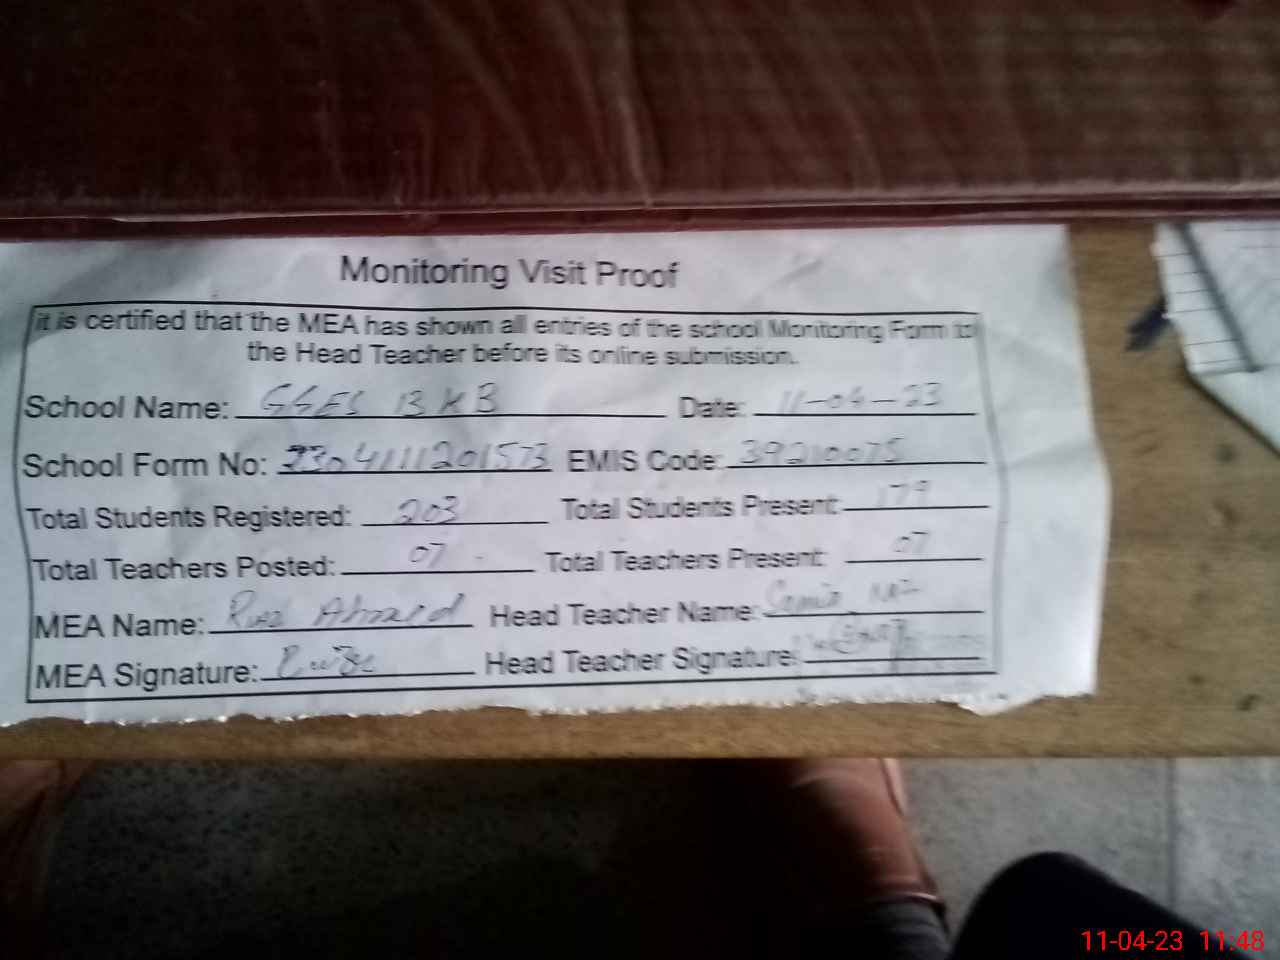 Monitoring Visit Proof
it is certified that the MEA has shown all entries of the school Monitoring Form to
the Head Teacher before its online submission.
School Name: GGES 13 KB Date: 11-04-23
School Form No: 2304111201573 EMIS Code: 39210075
Total Students Registered: 203 Total Students Present: 179
Total Teachers Posted: 07 Total Teachers Present: 07
MEA Name: Ahmad Head Teacher Name:
MEA Signature: Head Teacher Signature:
11-04-23 11:48